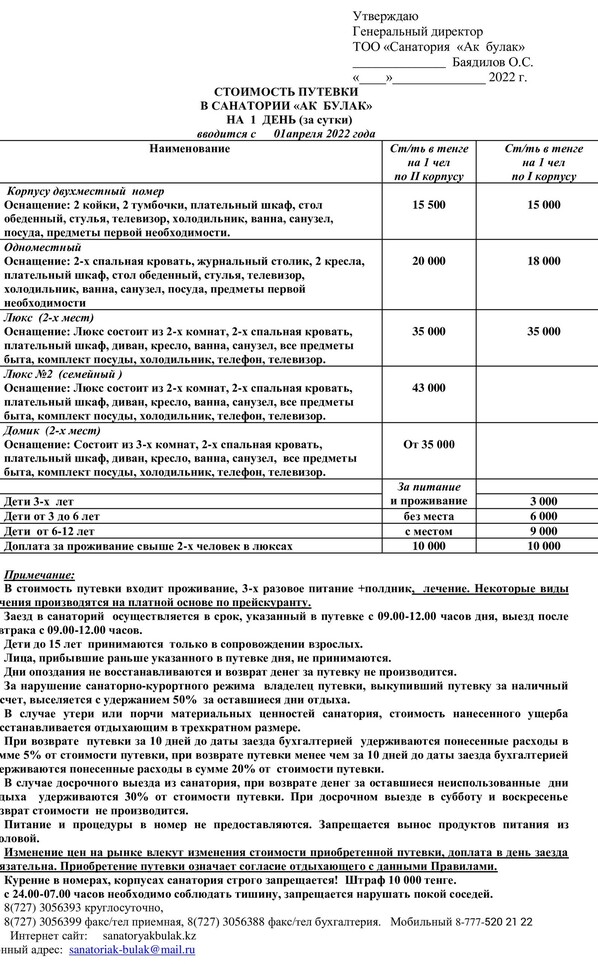 Утверждаю
Генеральный директор
ТОО «Санатория «Ак булак»
______________ Баядилов О.С.
«____»______________ 2022 г.
СТОИМОСТЬ ПУТЕВКИ
В САНАТОРИИ «АК БУЛАК»
НА 1 ДЕНЬ (за сутки)
вводится с 01апреля 2022 года
Наименование
Ст/ть в тенге
на 1 чел
по II корпусу
Ст/ть в тенге
на 1 чел
по I корпусу
Корпусу двухместный номер
Оснащение: 2 койки, 2 тумбочки, плательный шкаф, стол
обеденный, стулья, телевизор, холодильник, ванна, санузел,
посуда, предметы первой необходимости.
15 500
15 000
Одноместный
Оснащение: 2-х спальная кровать, журнальный столик, 2 кресла,
плательный шкаф, стол обеденный, стулья, телевизор,
холодильник, ванна, санузел, посуда, предметы первой
необходимости
20 000
18 000
Люкс (2-х мест)
Оснащение: Люкс состоит из 2-х комнат, 2-х спальная кровать,
плательный шкаф, диван, кресло, ванна, санузел, все предметы
быта, комплект посуды, холодильник, телефон, телевизор.
35 000
35 000
Люкс №2 (семейный )
Оснащение: Люкс состоит из 2-х комнат, 2-х спальная кровать,
плательный шкаф, диван, кресло, ванна, санузел, все предметы
быта, комплект посуды, холодильник, телефон, телевизор.
43 000
Домик (2-х мест)
Оснащение: Состоит из 3-х комнат, 2-х спальная кровать,
плательный шкаф, диван, кресло, ванна, санузел, все предметы
быта, комплект посуды, холодильник, телефон, телевизор.
От 35 000
За питание
Дети 3-х лет и проживание 3 000
Дети от 3 до 6 лет без места 6 000
Дети от 6-12 лет с местом 9 000
Доплата за проживание свыше 2-х человек в люксах 10 000 10 000
Примечание:
В стоимость путевки входит проживание, 3-х разовое питание +полдник, лечение. Некоторые виды
чения производятся на платной основе по прейскуранту.
Заезд в санаторий осуществляется в срок, указанный в путевке с 09.00-12.00 часов дня, выезд после
втрака с 09.00-12.00 часов.
Дети до 15 лет принимаются только в сопровождении взрослых.
Лица, прибывшие раньше указанного в путевке дня, не принимаются.
Дни опоздания не восстанавливаются и возврат денег за путевку не производится.
За нарушение санаторно-курортного режима владелец путевки, выкупивший путевку за наличный
счет, выселяется с удержанием 50% за оставшиеся дни отдыха.
В случае утери или порчи материальных ценностей санатория, стоимость нанесенного ущерба
сстанавливается отдыхающим в трехкратном размере.
При возврате путевки за 10 дней до даты заезда бухгалтерией удерживаются понесенные расходы в
мме 5% от стоимости путевки, при возврате путевки менее чем за 10 дней до даты заезда бухгалтерией
ерживаются понесенные расходы в сумме 20% от стоимости путевки.
В случае досрочного выезда из санатория, при возврате денег за оставшиеся неиспользованные дни
дыха удерживаются 30% от стоимости путевки. При досрочном выезде в субботу и воскресенье
зврат стоимости не производится.
Питание и процедуры в номер не предоставляются. Запрещается вынос продуктов питания из
оловой.
Изменение цен на рынке влекут изменения стоимости приобретенной путевки, доплата в день заезда
язательна. Приобретение путевки означает согласие отдыхающего с данными Правилами.
Курение в номерах, корпусах санатория строго запрещается! Штраф 10 000 тенге.
с 24.00-07.00 часов необходимо соблюдать тишину, запрещается нарушать покой соседей.
8(727) 3056393 круглосуточно,
8(727) 3056399 факс/тел приемная, 8(727) 3056388 факс/тел бухгалтерия. Мобильный 8-777-520 21 22
Интернет сайт: sanatoryakbulak.kz
нный адрес: sanatoriak-bulak@mail.ru